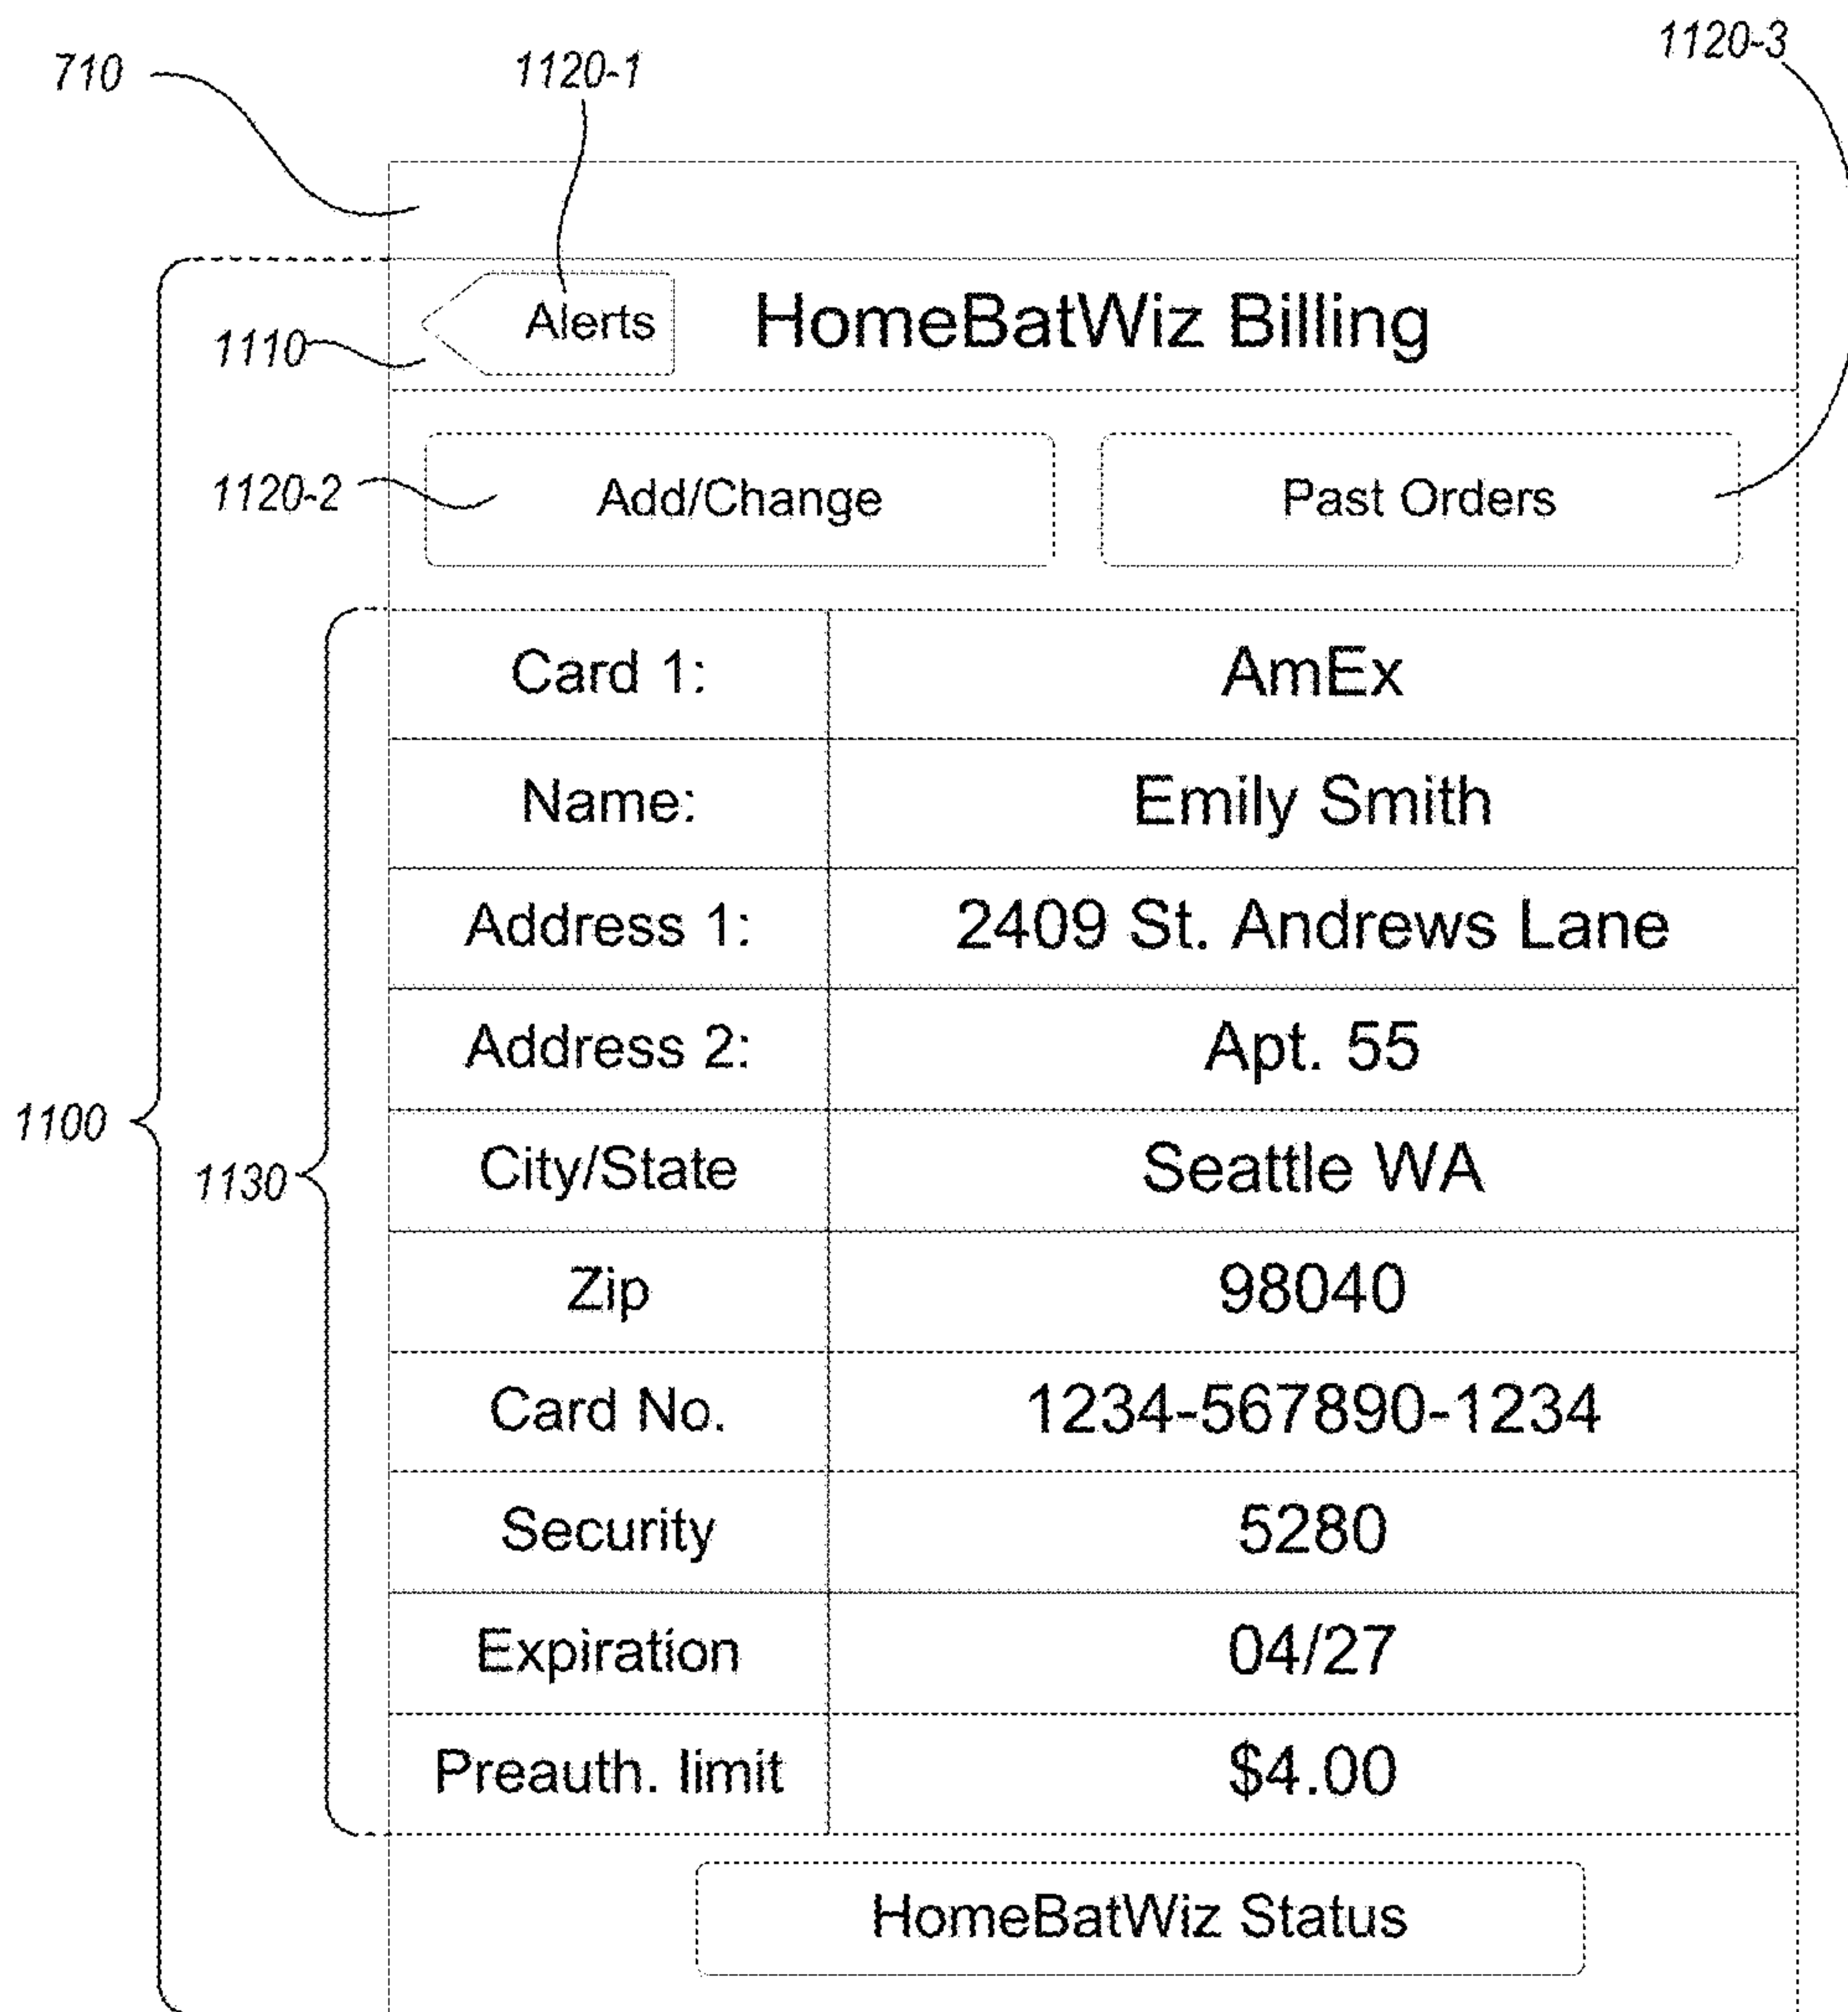 710 1120-1 1120-3
1110 Alerts HomeBatWiz Billing
1120-2 Add/Change Past Orders
Card 1: AmEx
Name: Emily Smith
Address 1: 2409 St. Andrews Lane
Address 2: Apt. 55
1100
1130 City/State Seattle WA
Zip 98040
Card No. 1234-567890-1234
Security 5280
Expiration 04/27
Preauth. limit $4.00
HomeBatWiz Status